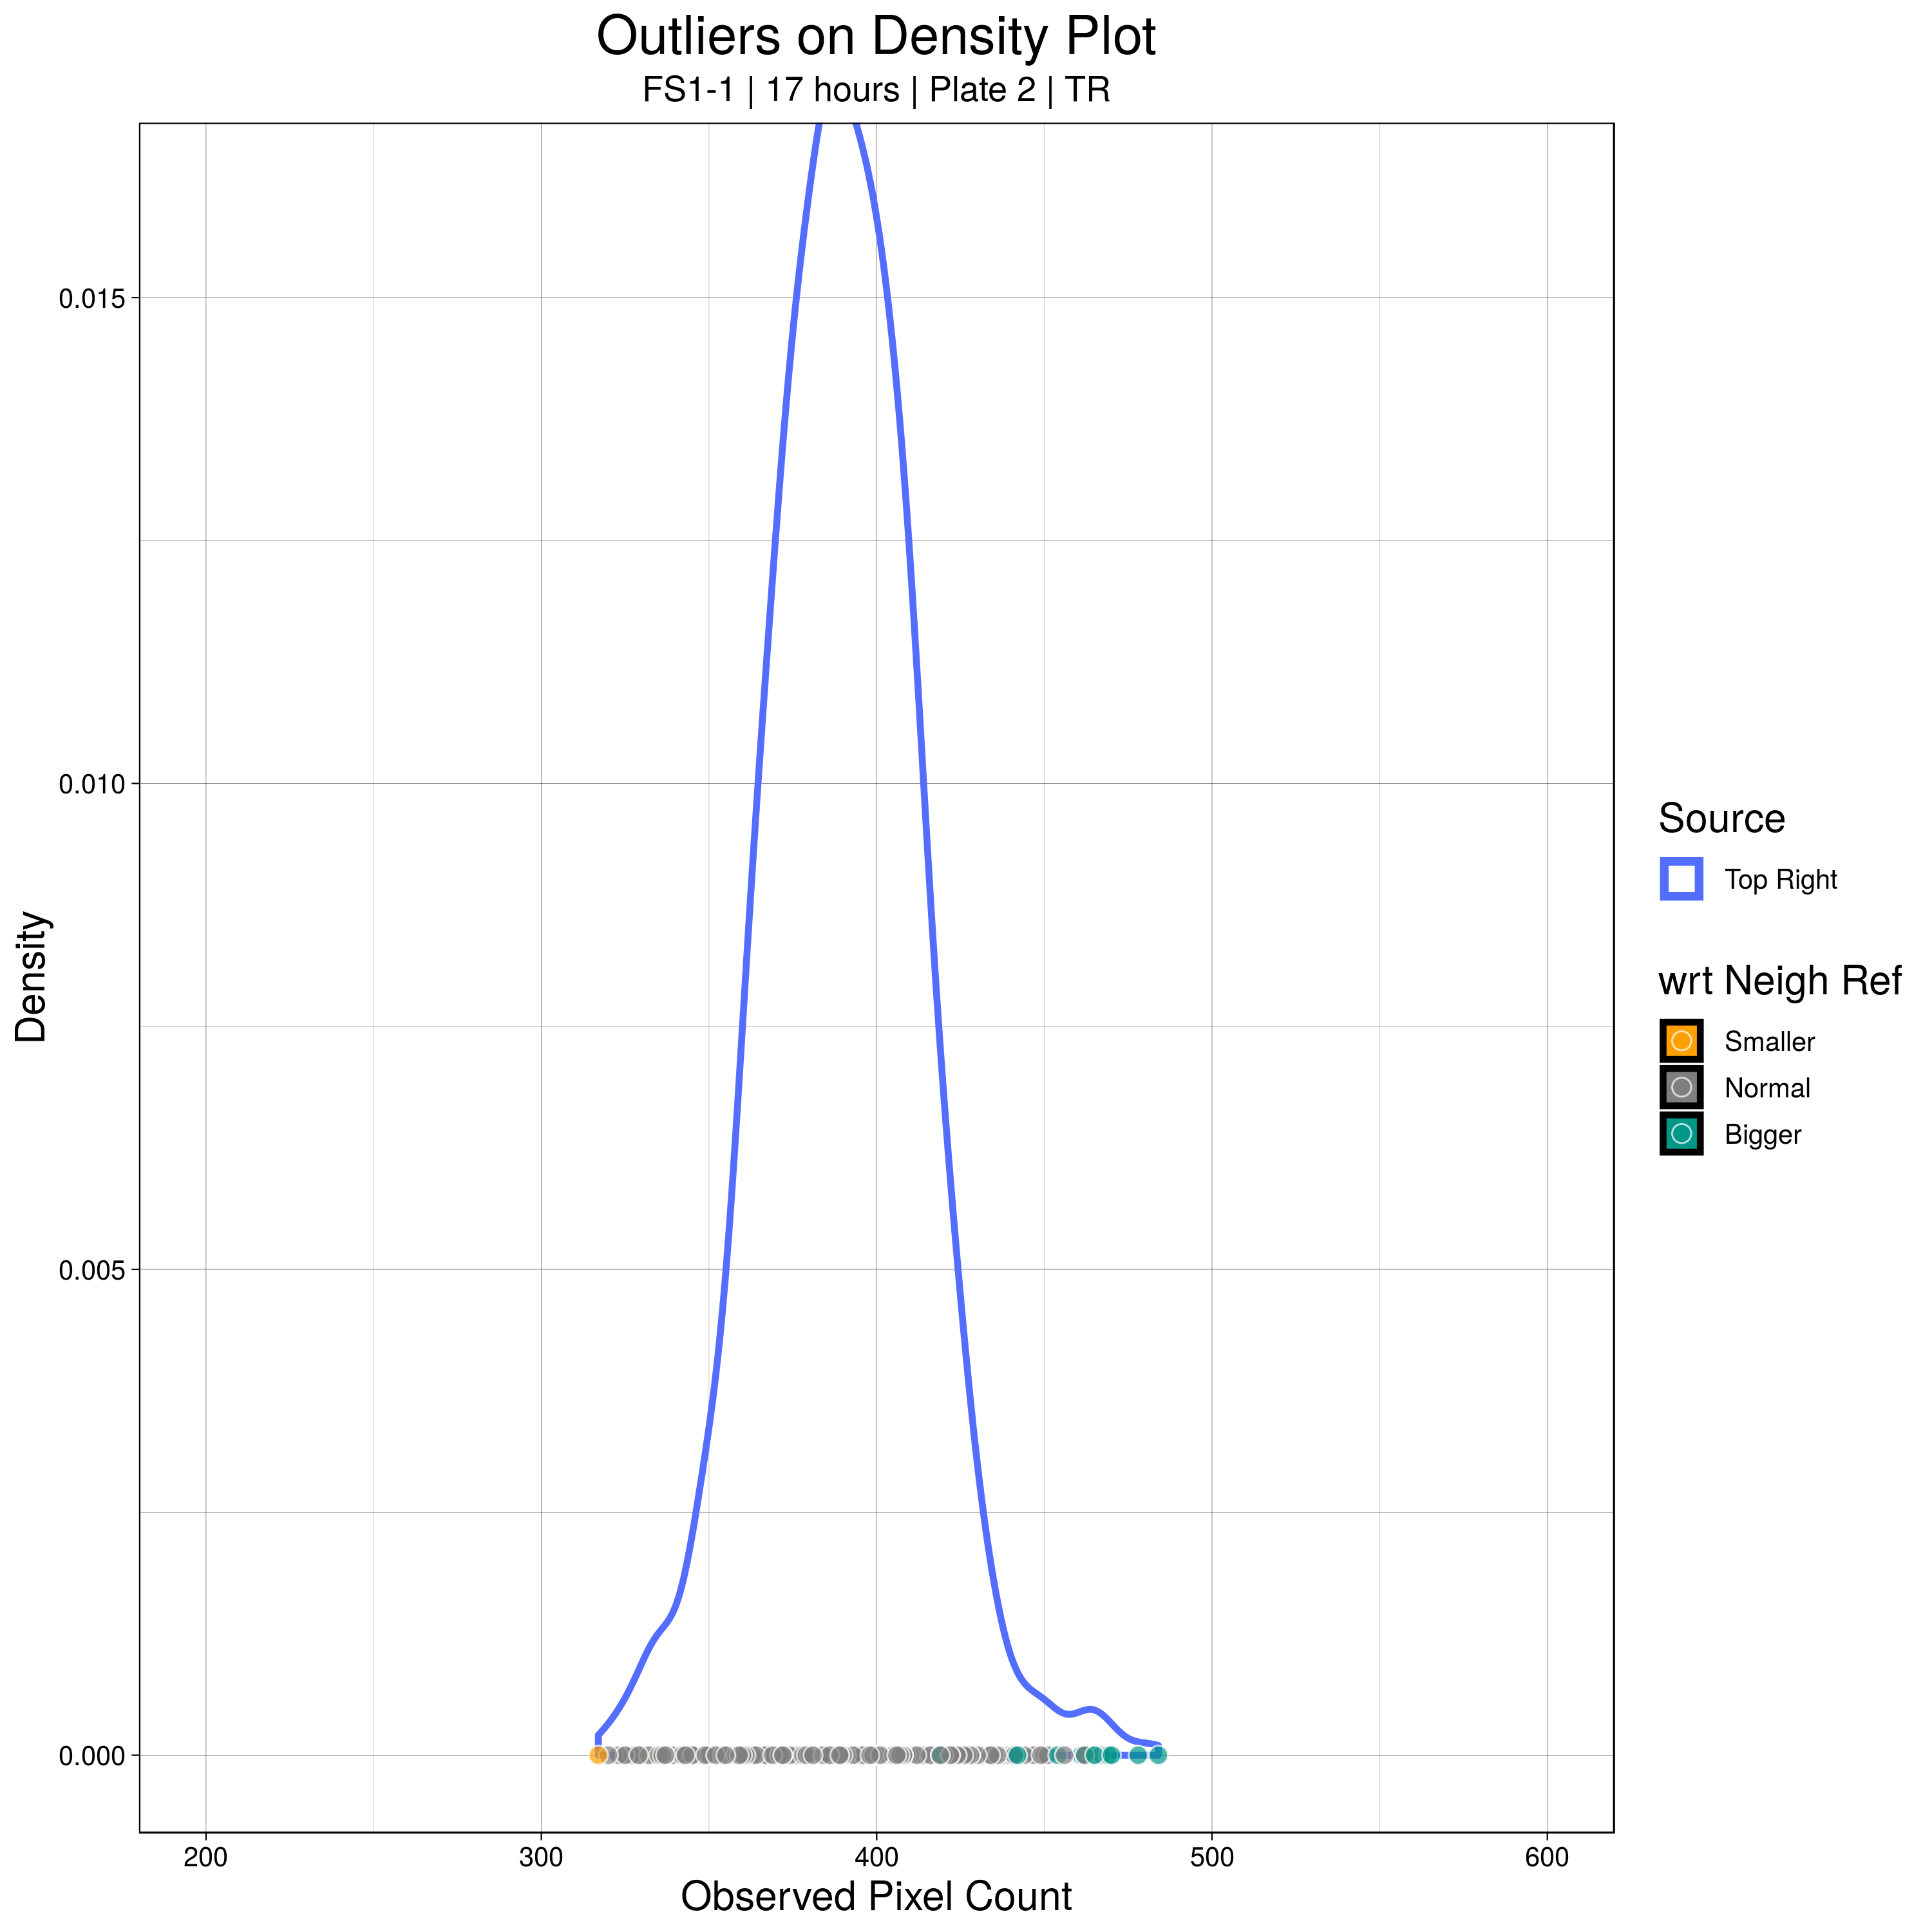 Outliers on Density Plot
FS1-1 | 17 hours | Plate 2 | TR
Density
0.015
0.010
0.005
0.000
200
300
400
500
600
Observed Pixel Count
Source
Top Right
wrt Neigh Ref
Smaller
Normal
Bigger